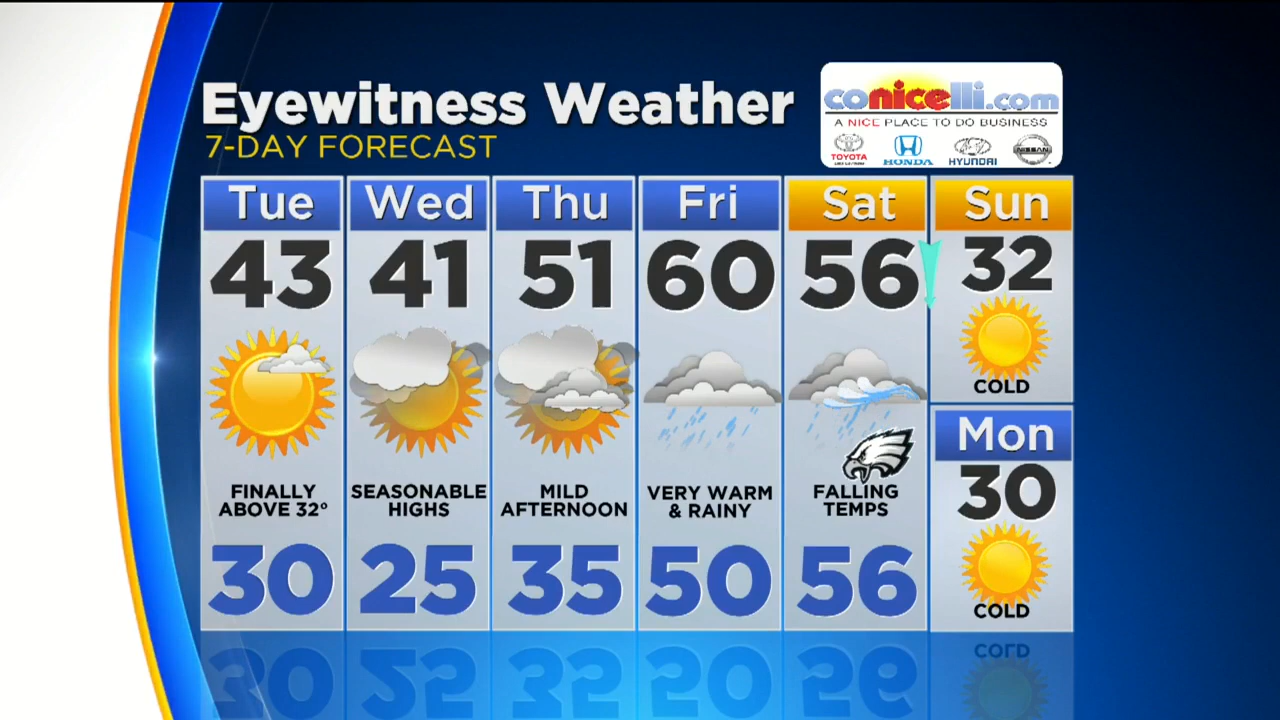 Eyewitness Weather
7-DAY FORECAST
conicelli.com
A NICE PLACE TO DO BUSINESS
TOYOTA
HONDA
HYUNDAI
NISSAN
Tue
43
FINALLY
ABOVE 32°
30
Wed
41
SEASONABLE
HIGHS
25
Thu
51
MILD
AFTERNOON
35
Fri
60
VERY WARM
& RAINY
50
Sat
56
FALLING
TEMPS
56
Sun
32
COLD
Mon
30
COLD